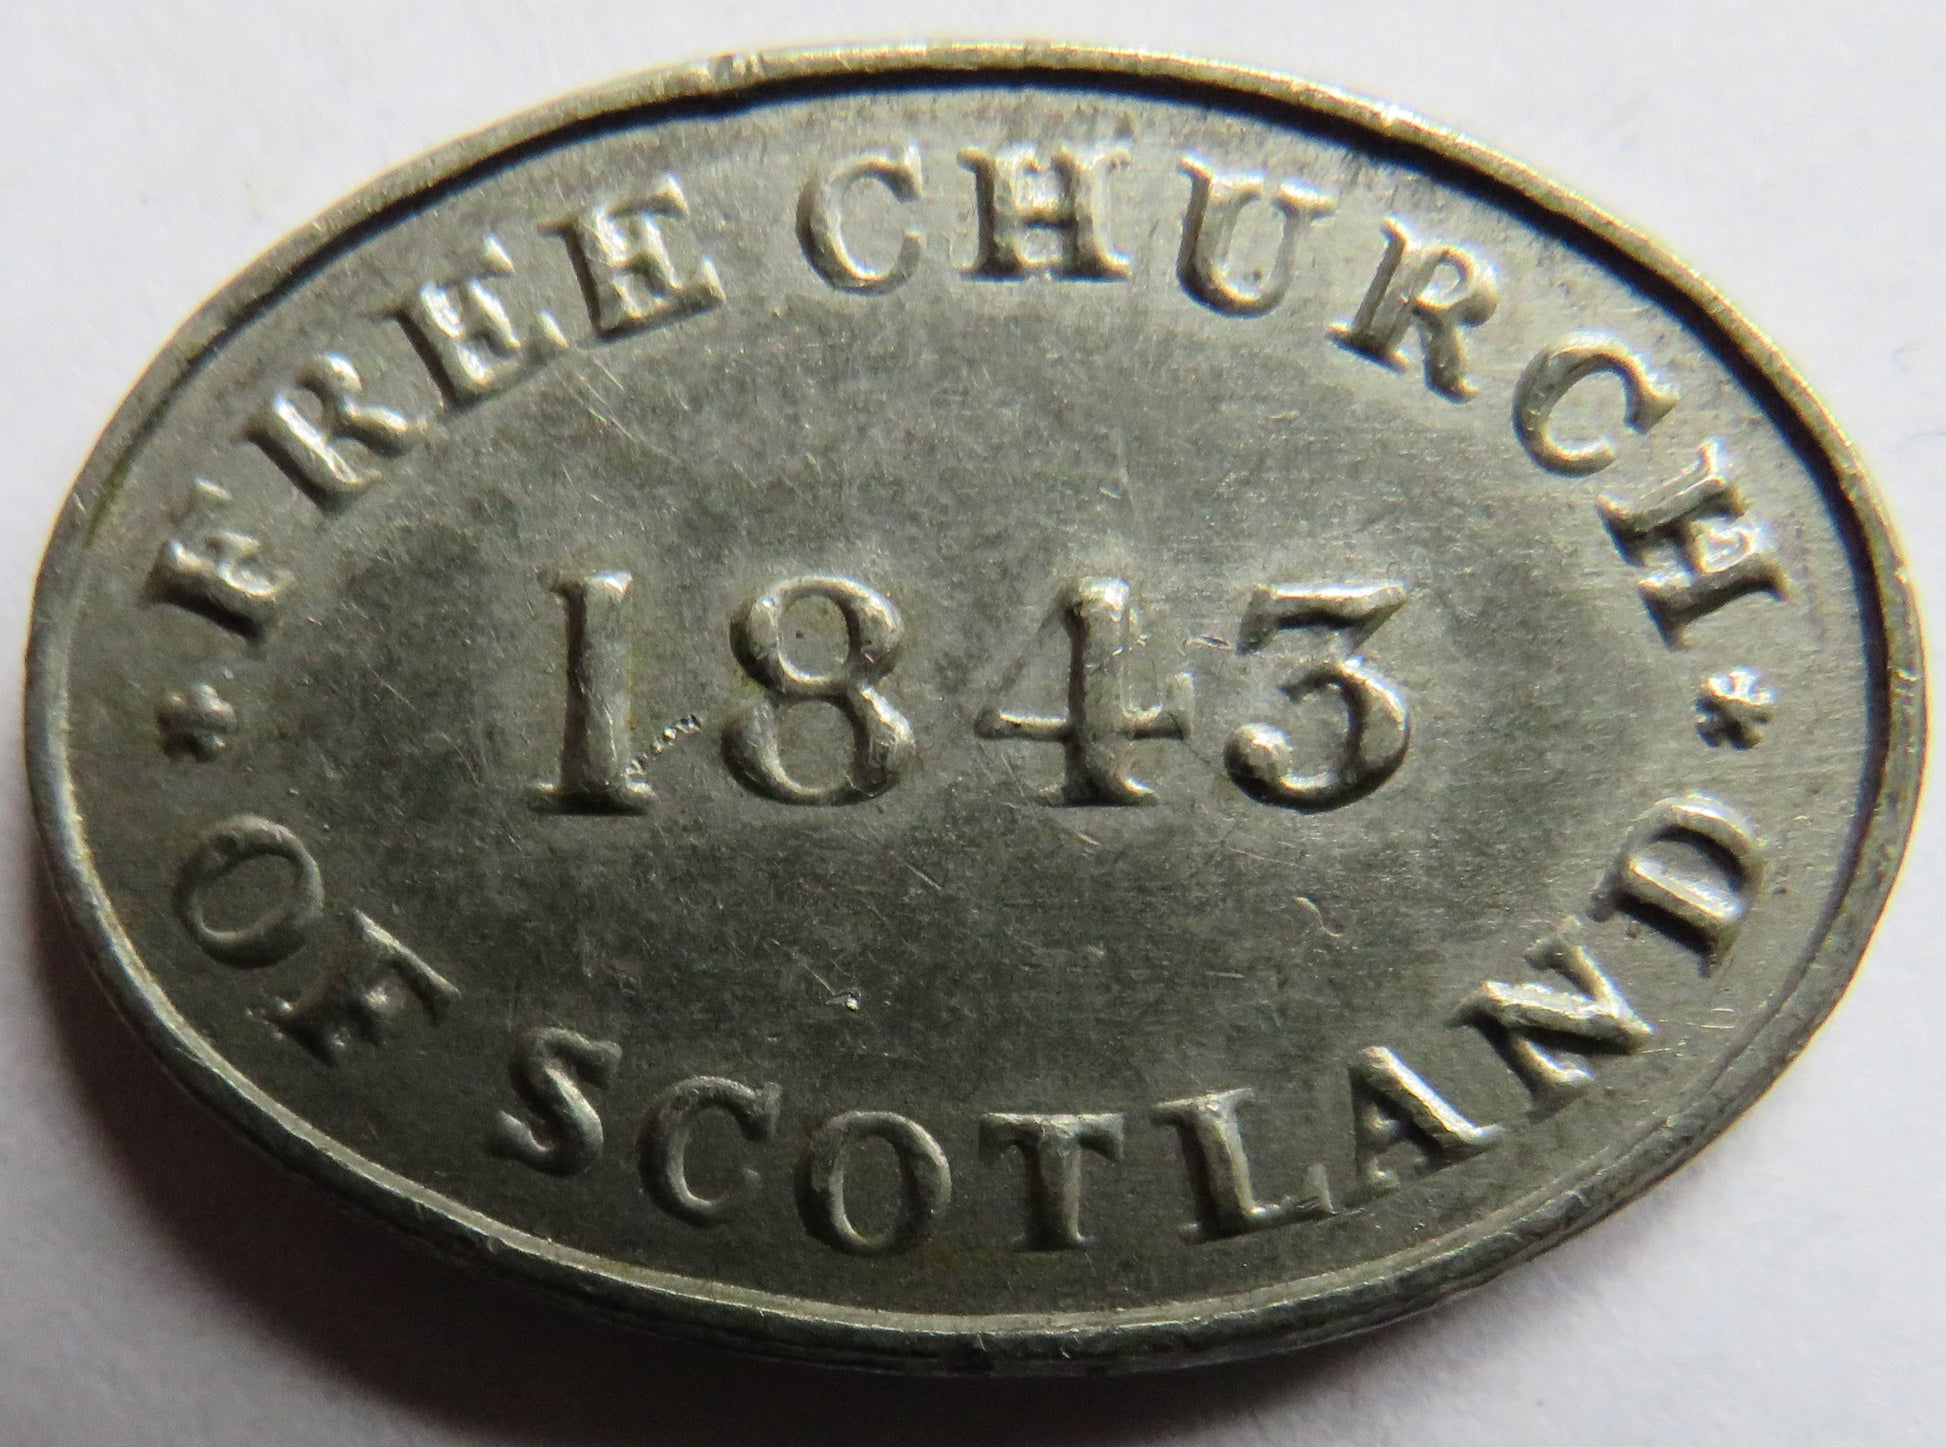 * FREE CHURCH *
1843
OF SCOTLAND